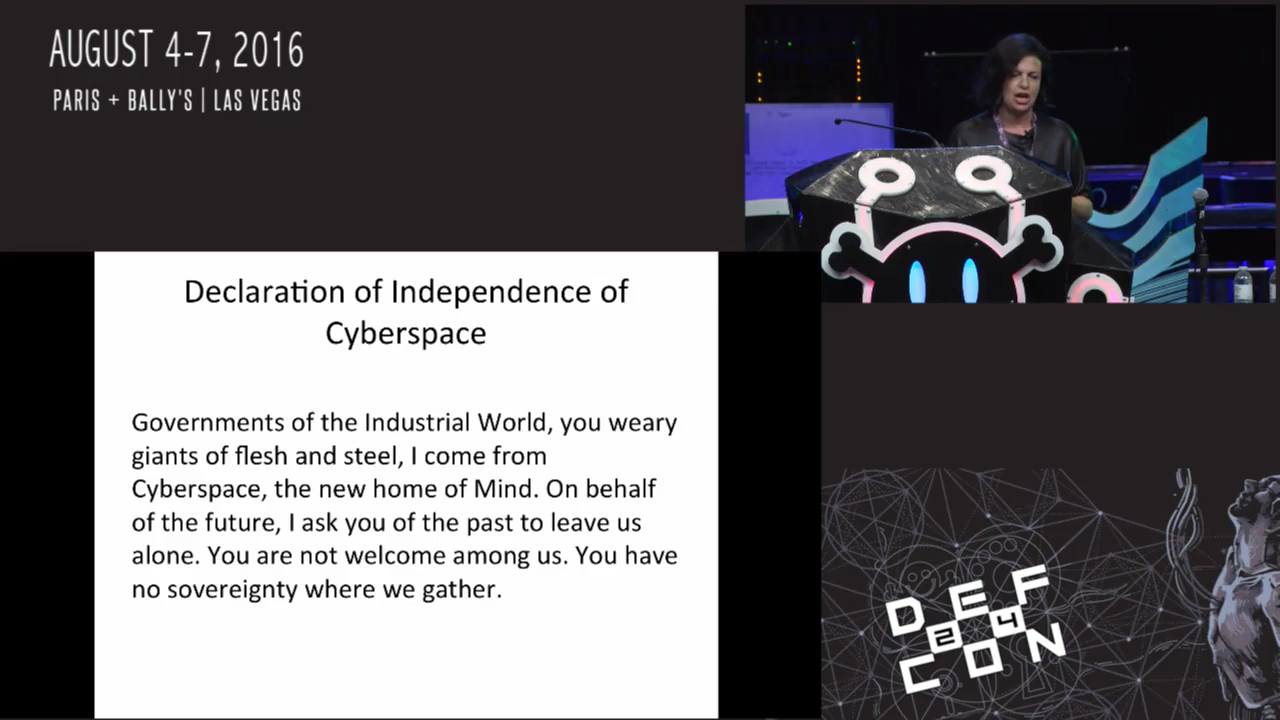 AUGUST 4-7, 2016
PARIS + BALLY'S | LAS VEGAS
Declaration of Independence of
Cyberspace
Governments of the Industrial World, you weary
giants of flesh and steel, I come from
Cyberspace, the new home of Mind. On behalf
of the future, I ask you of the past to leave us
alone. You are not welcome among us. You have
no sovereignty where we gather.
DEF
24
CON